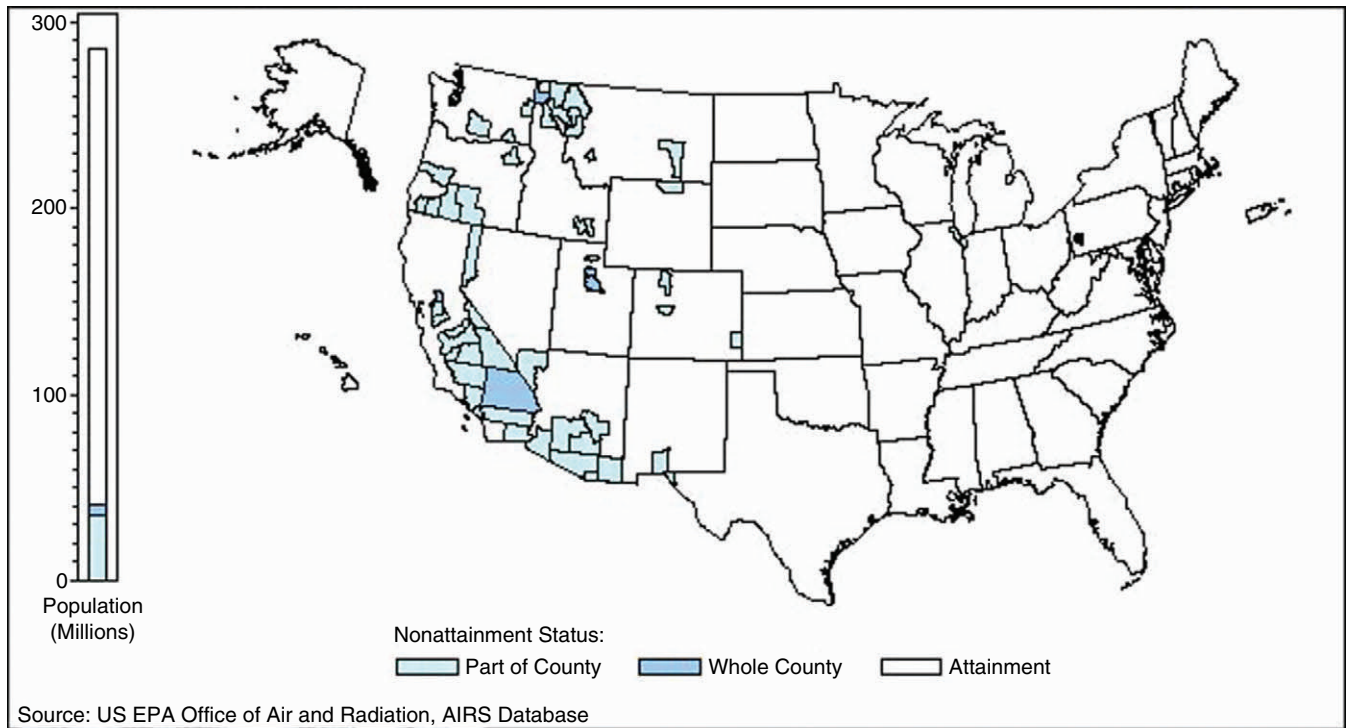 300
200
100
0
Population
(Millions)
Nonattainment Status:
Part of County
Whole County
Attainment
Source: US EPA Office of Air and Radiation, AIRS Database